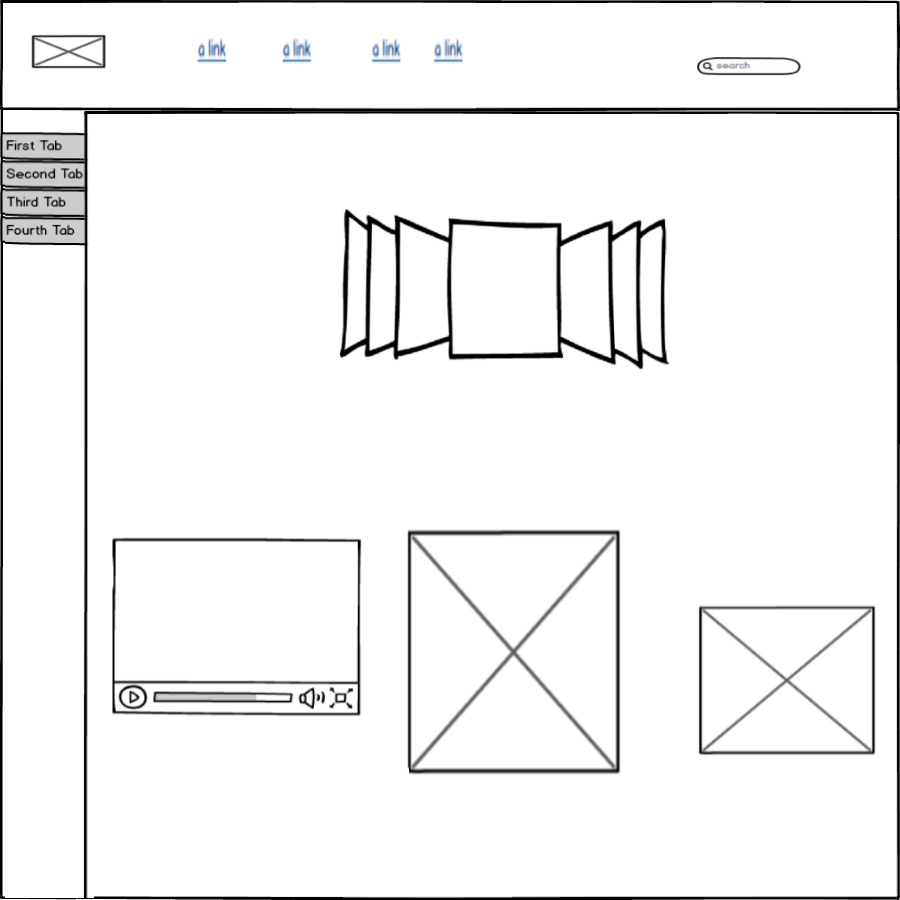 a link a link a link a link
search
First Tab
Second Tab
Third Tab
Fourth Tab